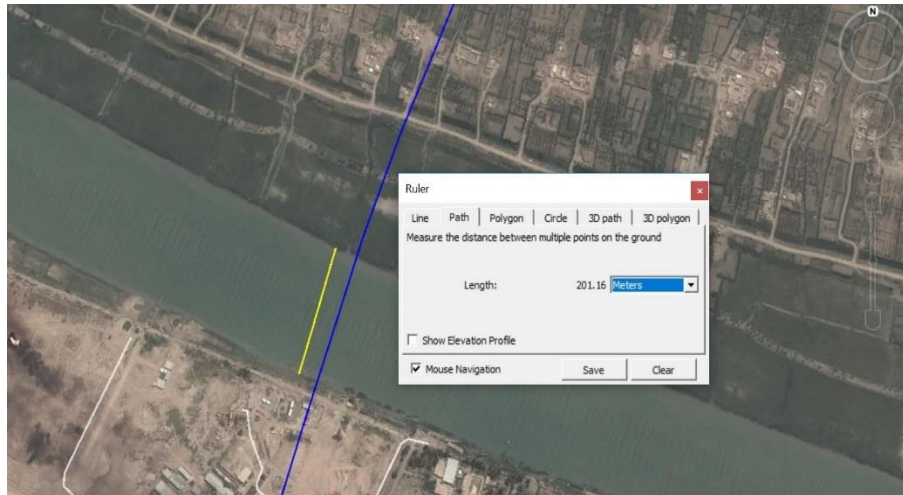 N
Ruler
Line Path Polygon Circle 3D path 3D polygon
Measure the distance between multiple points on the ground
Length: 201.16 Meters
Show Elevation Profile
Mouse Navigation Save Clear